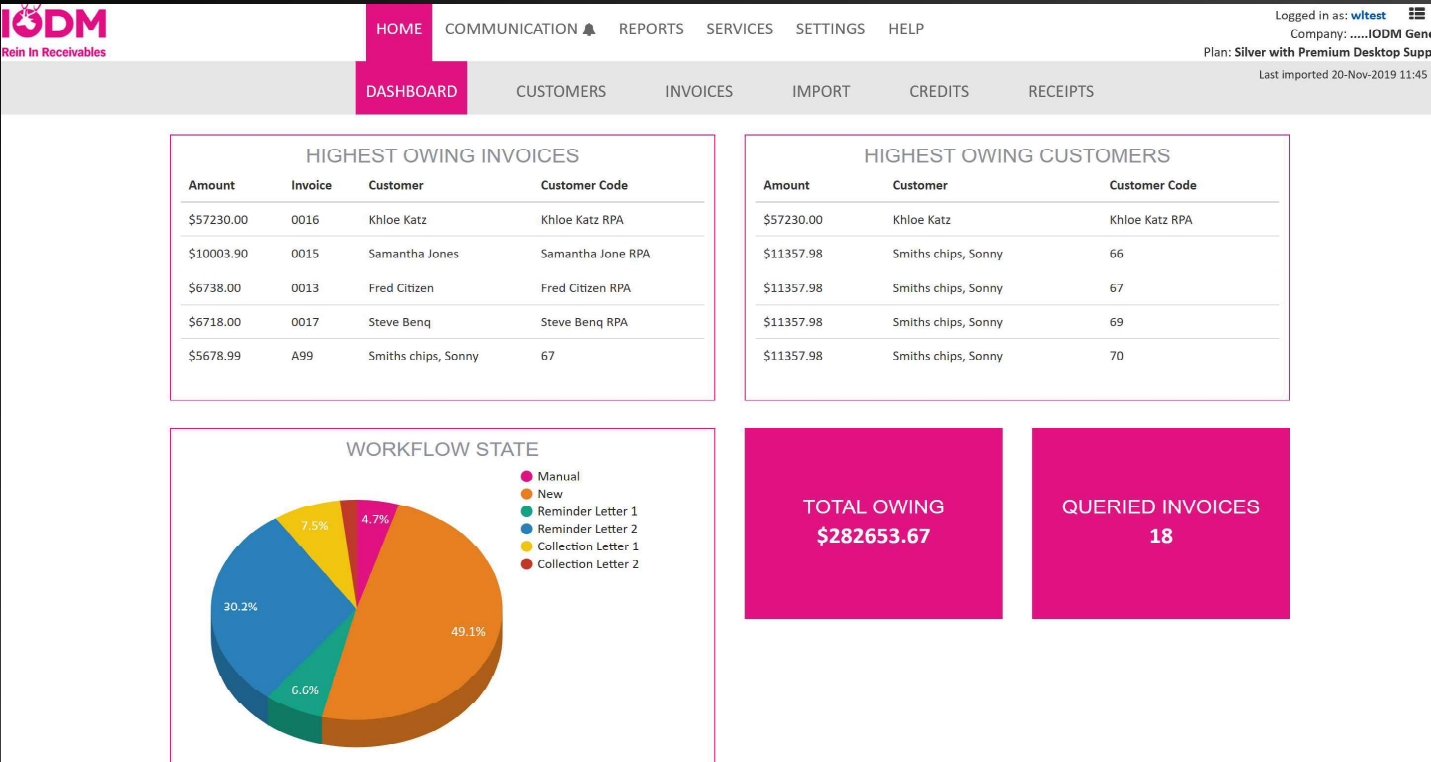 IODM
Rein In Receivables
HOME COMMUNICATION REPORTS SERVICES SETTINGS HELP
Logged in as: wltest
Company: .....IODM Gene
Plan: Silver with Premium Desktop Supp
Last imported 20-Nov-2019 11:45
DASHBOARD CUSTOMERS INVOICES IMPORT CREDITS RECEIPTS
HIGHEST OWING INVOICES
Amount Invoice Customer Customer Code
$57230.00 0016 Khloe Katz Khloe Katz RPA
$10003.90 0015 Samantha Jones Samantha Jone RPA
$6738.00 0013 Fred Citizen Fred Citizen RPA
$6718.00 0017 Steve Benq Steve Benq RPA
$5678.99 A99 Smiths chips, Sonny 67
HIGHEST OWING CUSTOMERS
Amount Customer Customer Code
$57230.00 Khloe Katz Khloe Katz RPA
$11357.98 Smiths chips, Sonny 66
$11357.98 Smiths chips, Sonny 67
$11357.98 Smiths chips, Sonny 69
$11357.98 Smiths chips, Sonny 70
WORKFLOW STATE
Manual
New
Reminder Letter 1
Reminder Letter 2
Collection Letter 1
Collection Letter 2
7.5%
4.7%
30.2%
49.1%
6.6%
TOTAL OWING
$282653.67
QUERIED INVOICES
18